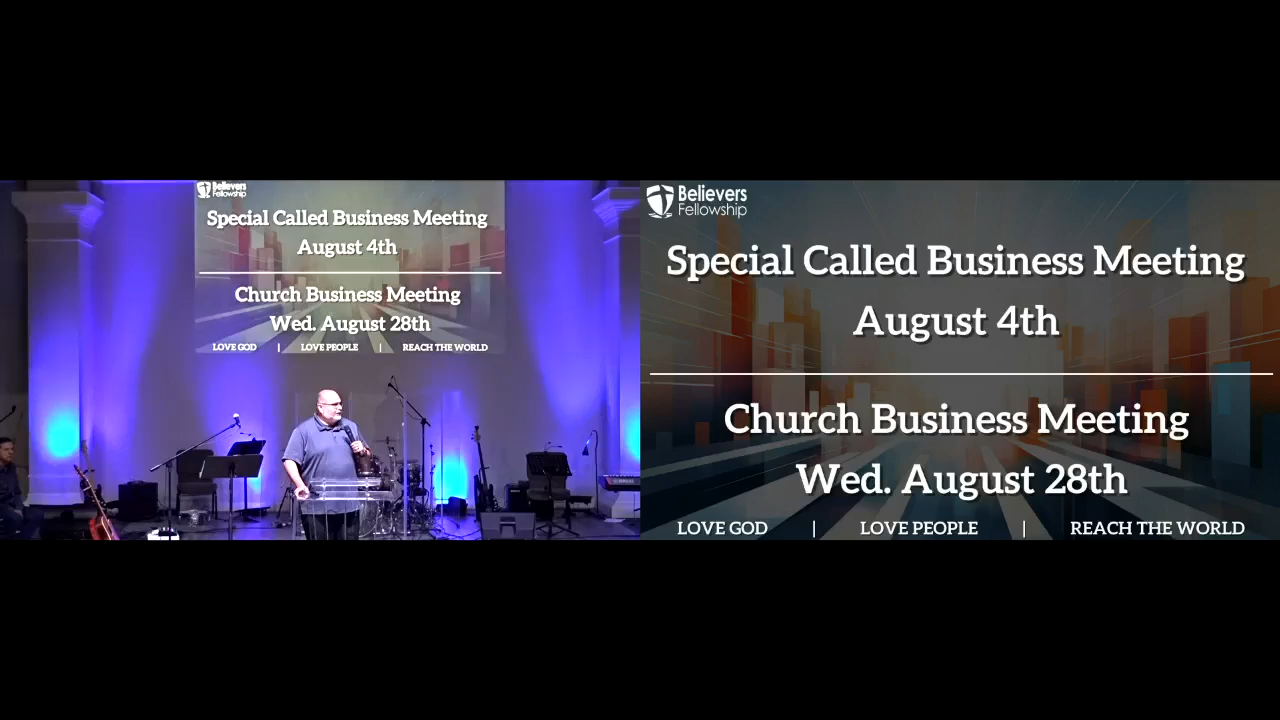 Believers
Fellowship
Special Called Business Meeting
August 4th
Church Business Meeting
Wed. August 28th
LOVE GOD | LOVE PEOPLE | REACH THE WORLD
Believers
Fellowship
Special Called Business Meeting
August 4th
Church Business Meeting
Wed. August 28th
LOVE GOD | LOVE PEOPLE | REACH THE WORLD